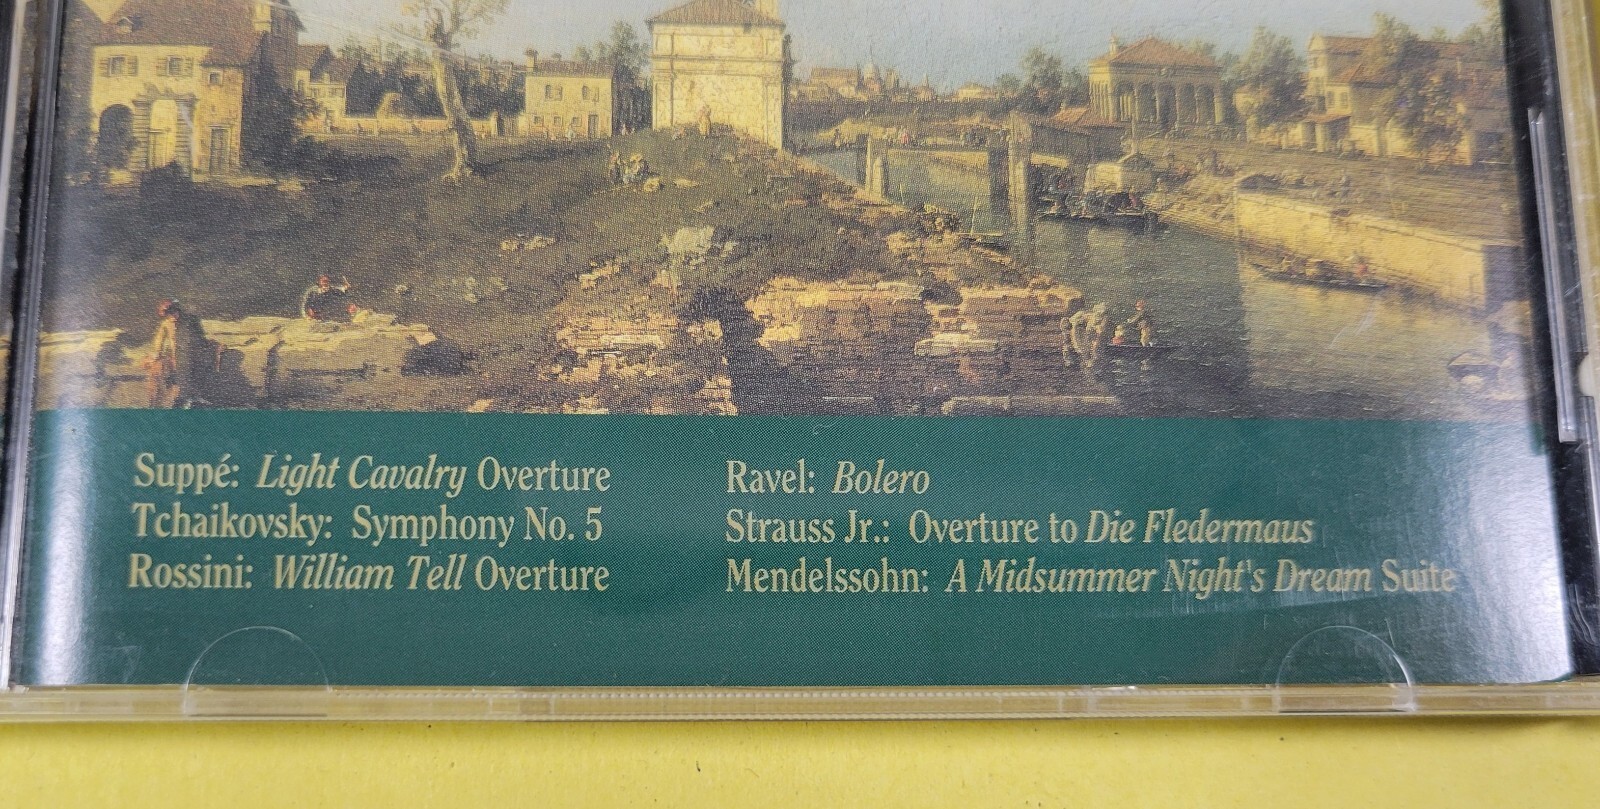 Suppé: Light Cavalry Overture
Tchaikovsky: Symphony No. 5
Rossini: William Tell Overture
Ravel: Bolero
Strauss Jr.: Overture to Die Fledermaus
Mendelssohn: A Midsummer Night's Dream Suite